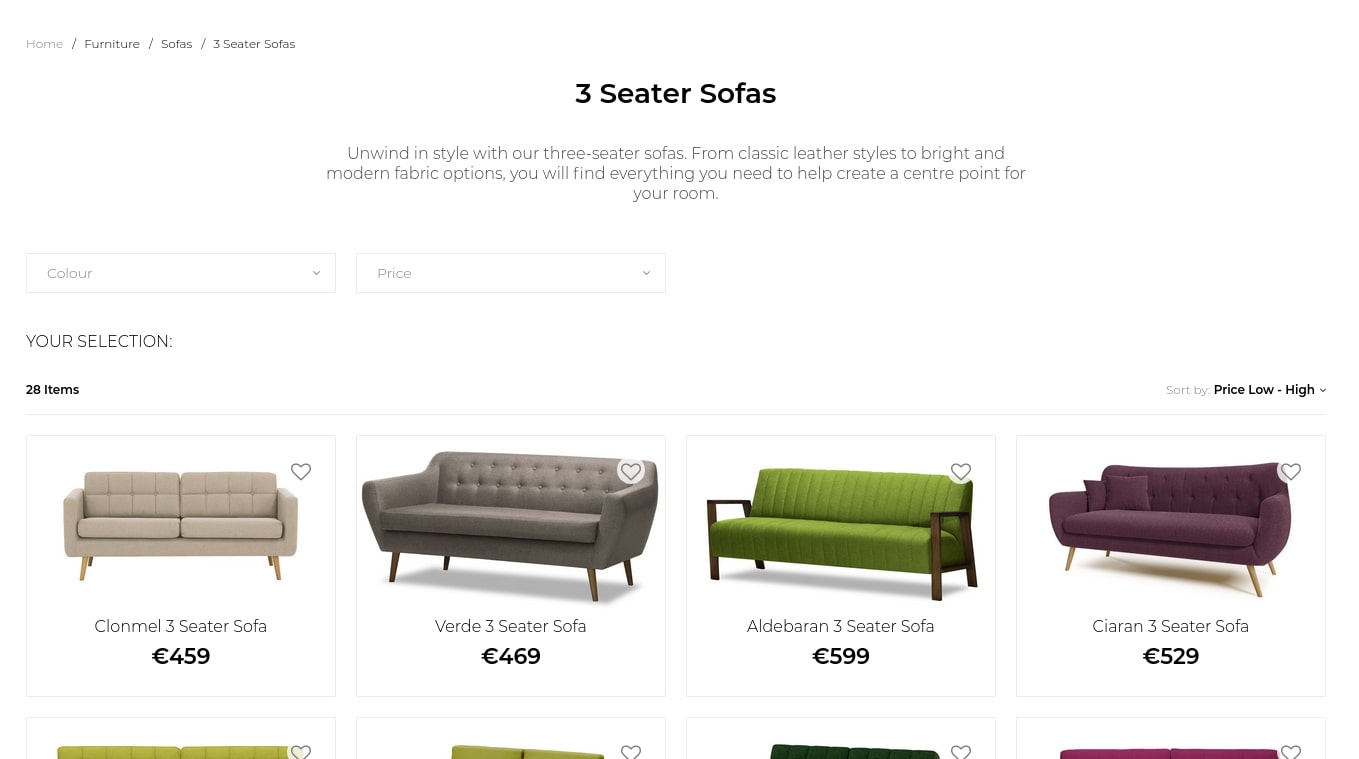 Home / Furniture / Sofas / 3 Seater Sofas
3 Seater Sofas
Unwind in style with our three-seater sofas. From classic leather styles to bright and
modern fabric options, you will find everything you need to help create a centre point for
your room.
Colour
Price
YOUR SELECTION:
28 Items
Sort by: Price Low - High
Clonmel 3 Seater Sofa
€459
Verde 3 Seater Sofa
€469
Aldebaran 3 Seater Sofa
€599
Ciaran 3 Seater Sofa
€529